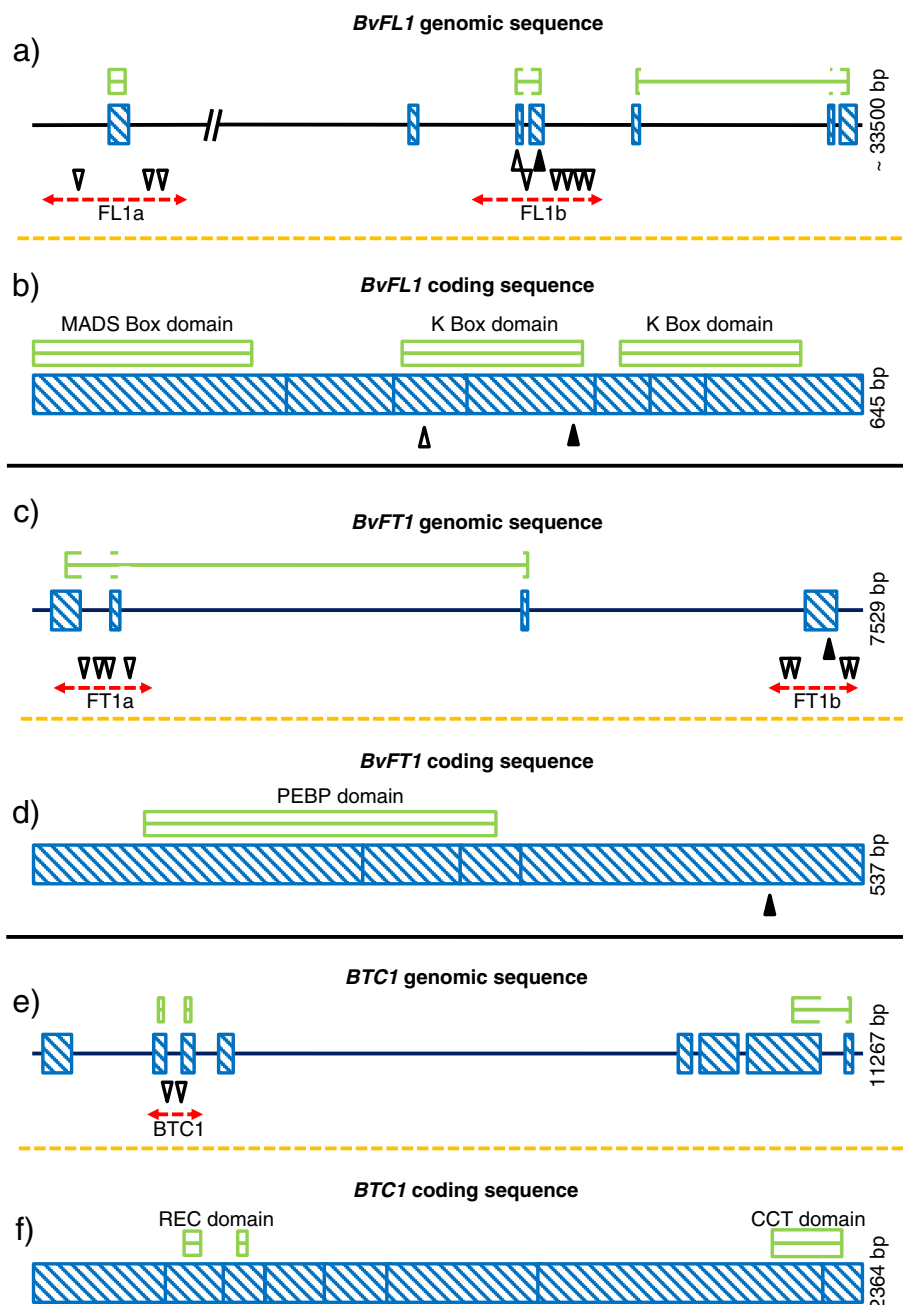 BvFL1 genomic sequence
a)
~ 33500 bp
FL1a
FL1b
BvFL1 coding sequence
b)
MADS Box domain
K Box domain
K Box domain
645 bp
c)
BvFT1 genomic sequence
7529 bp
FT1a
FT1b
BvFT1 coding sequence
d)
PEBP domain
537 bp
BTC1 genomic sequence
e)
11267 bp
BTC1
BTC1 coding sequence
f)
REC domain
CCT domain
2364 bp